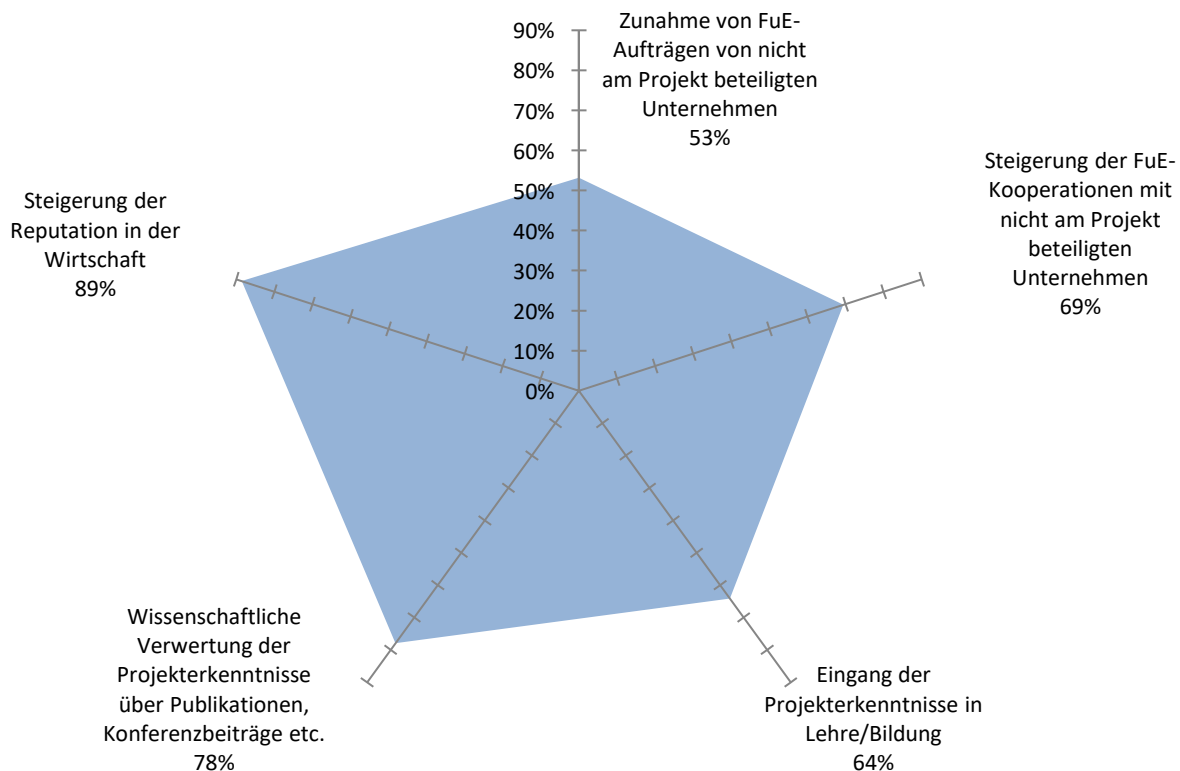 90%
80%
70%
60%
50%
40%
30%
20%
10%
0%
Zunahme von FuE-
Aufträgen von nicht
am Projekt beteiligten
Unternehmen
53%
Steigerung der FuE-
Kooperationen mit
nicht am Projekt
beteiligten
Unternehmen
69%
Eingang der
Projekterkenntnisse in
Lehre/Bildung
64%
Wissenschaftliche
Verwertung der
Projekterkenntnisse
über Publikationen,
Konferenzbeiträge etc.
78%
Steigerung der
Reputation in der
Wirtschaft
89%